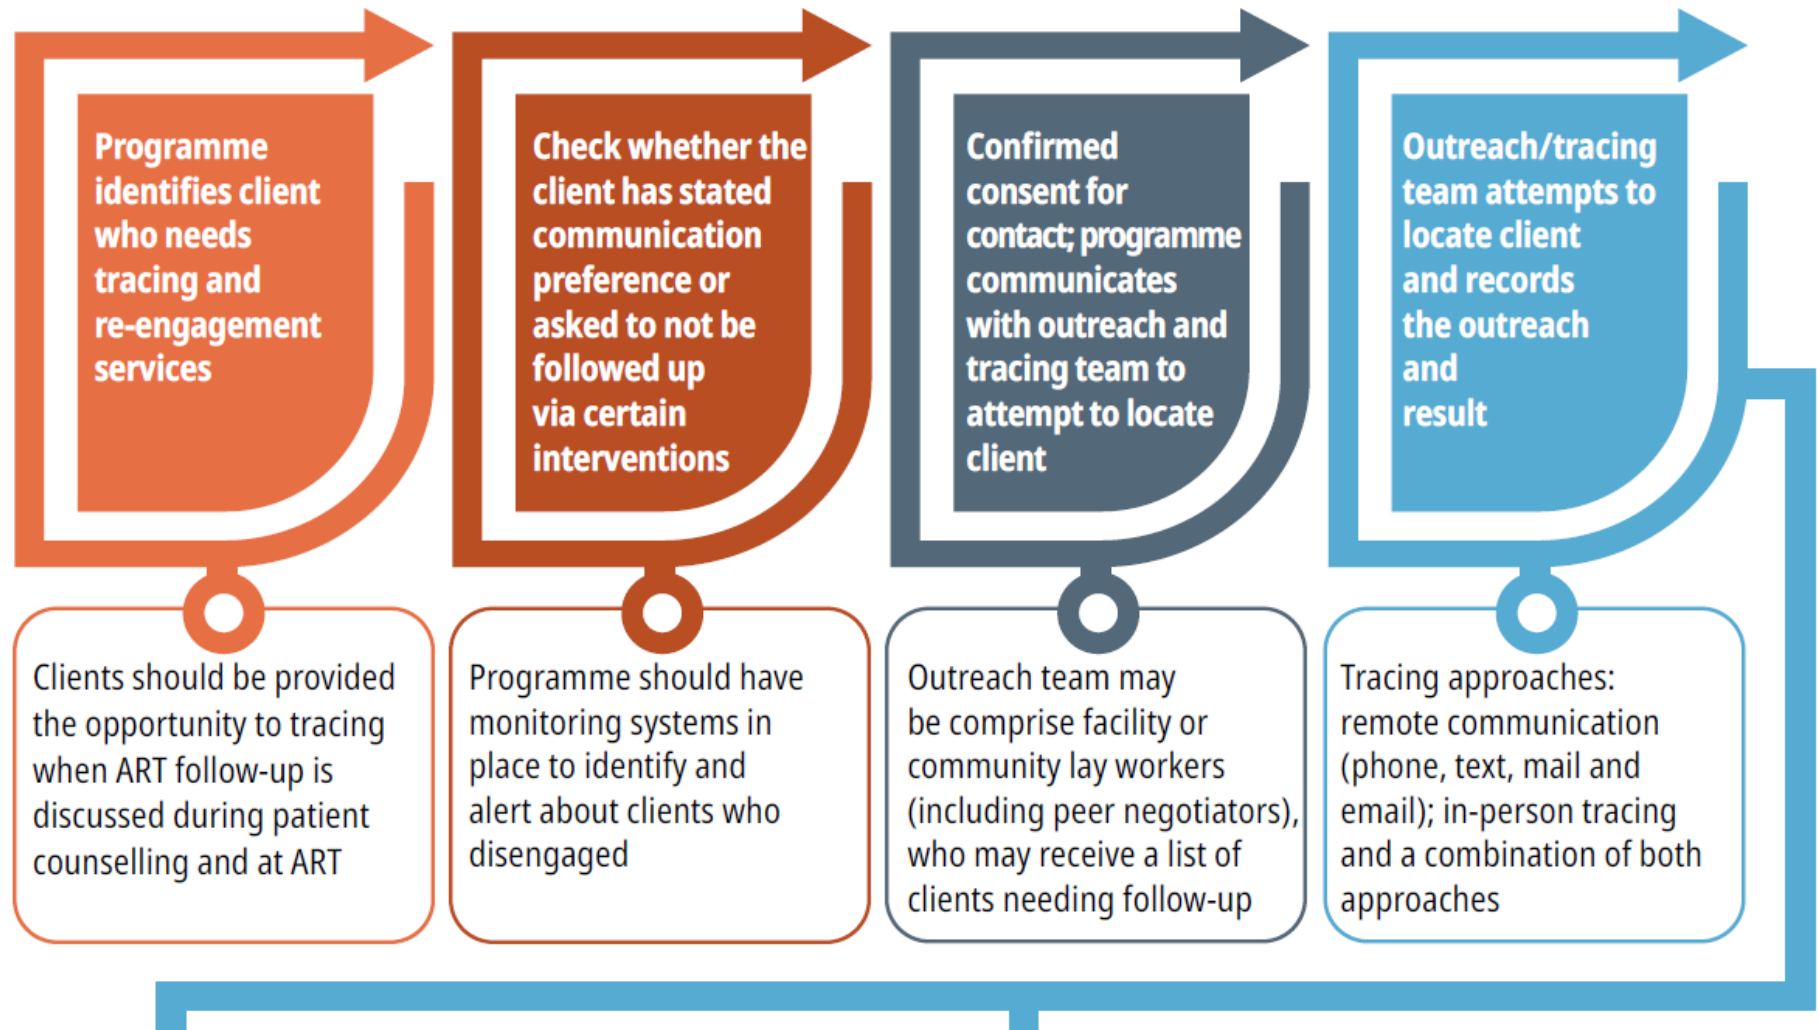 Programme
identifies client
who needs
tracing and
re-engagement
services
Check whether the
client has stated
communication
preference or
asked to not be
followed up
via certain
interventions
Confirmed
consent for
contact; programme
communicates
with outreach and
tracing team to
attempt to locate
client
Outreach/tracing
team attempts to
locate client
and records
the outreach
and
result
Clients should be provided
the opportunity to tracing
when ART follow-up is
discussed during patient
counselling and at ART
Programme should have
monitoring systems in
place to identify and
alert about clients who
disengaged
Outreach team may
be comprise facility or
community lay workers
(including peer negotiators),
who may receive a list of
clients needing follow-up
Tracing approaches:
remote communication
(phone, text, mail and
email); in-person tracing
and a combination of both
approaches